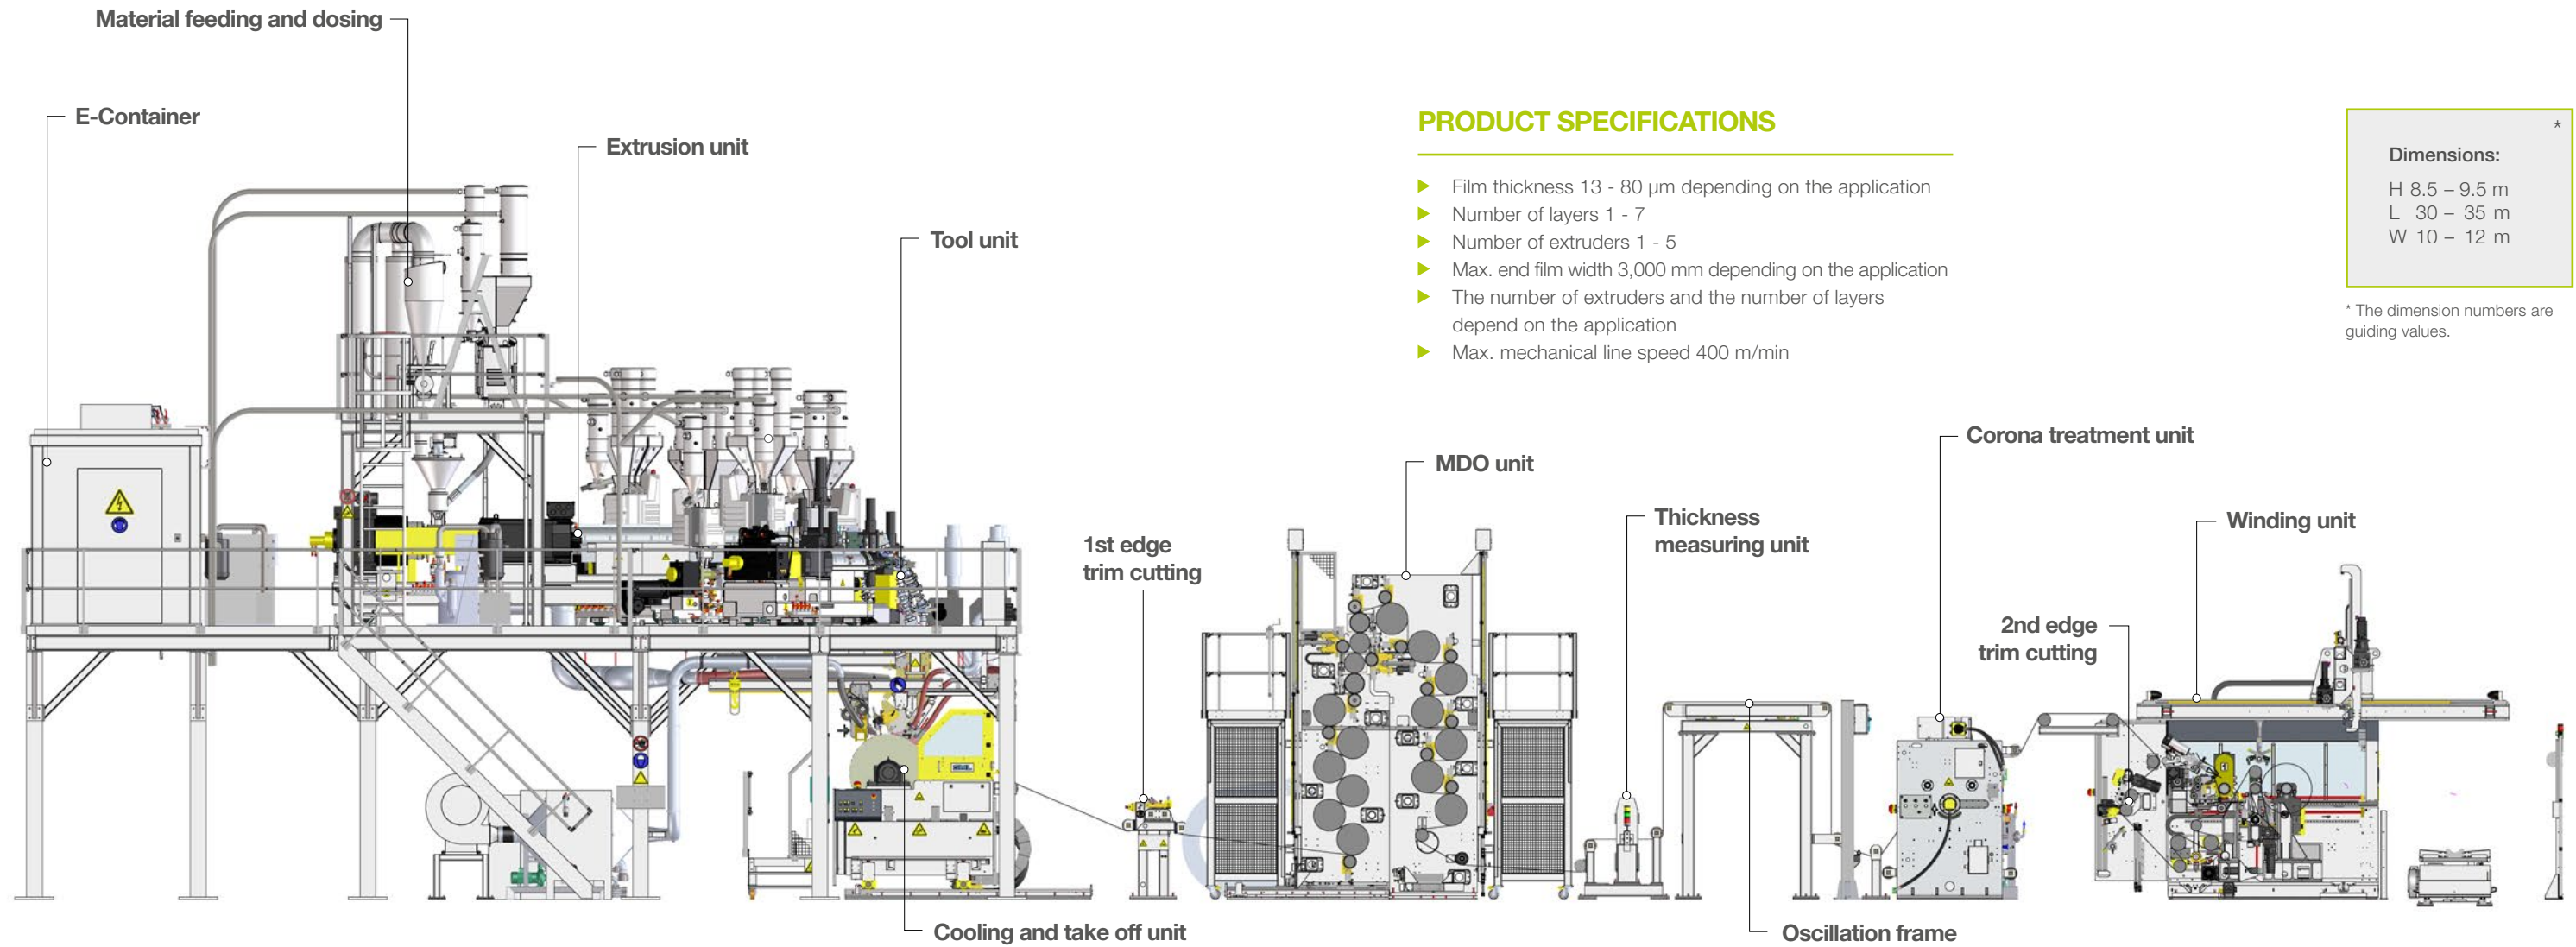 Material feeding and dosing
E-Container
Extrusion unit
Tool unit
PRODUCT SPECIFICATIONS
Film thickness 13 - 80 µm depending on the application
Number of layers 1 - 7
Number of extruders 1 - 5
Max. end film width 3,000 mm depending on the application
The number of extruders and the number of layers
depend on the application
Max. mechanical line speed 400 m/min
*
Dimensions:
H 8.5 – 9.5 m
L 30 – 35 m
W 10 – 12 m
* The dimension numbers are
guiding values.
1st edge
trim cutting
MDO unit
Thickness
measuring unit
Corona treatment unit
Winding unit
2nd edge
trim cutting
Cooling and take off unit
Oscillation frame